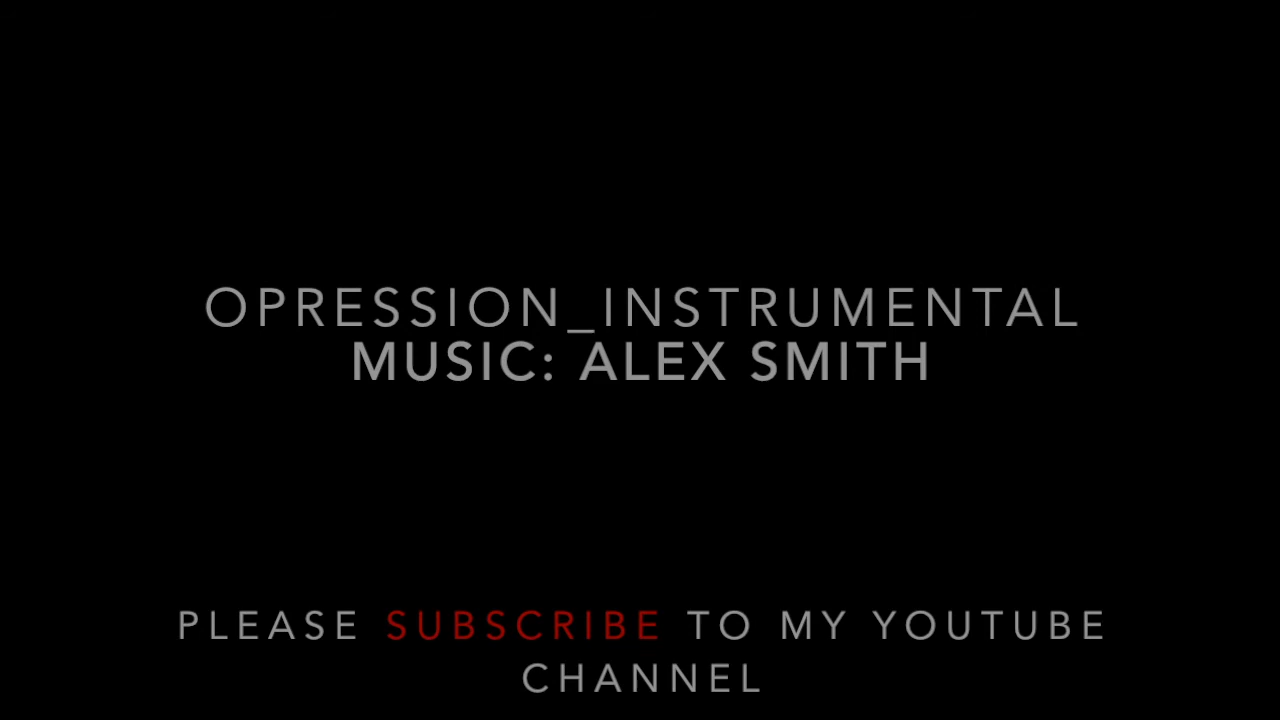 OPRESSION_INSTRUMENTAL
MUSIC: ALEX SMITH
PLEASE SUBSCRIBE TO MY YOUTUBE
CHANNEL